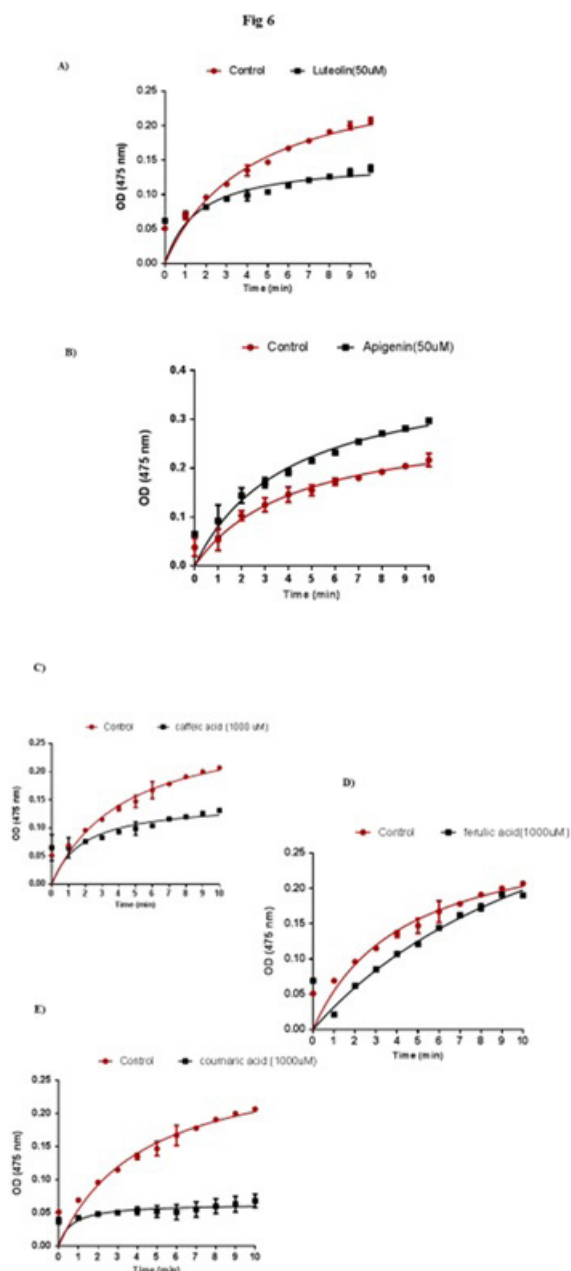 Fig 6
A)
Control Luteolin(50uM)
0.25
0.20
0.15
0.10
0.05
0.00
OD (475 nm)
0 1 2 3 4 5 6 7 8 9 10
Time (min)
B)
Control Apigenin(50uM)
0.4
0.3
0.2
0.1
0.0
OD (475 nm)
0 1 2 3 4 5 6 7 8 9 10
Time (min)
C)
Control caffeic acid (1000 uM)
0.25
0.20
0.15
0.10
0.05
0.00
OD (475 nm)
0 1 2 3 4 5 6 7 8 9 10
Time (min)
D)
Control ferulic acid(1000uM)
0.25
0.20
0.15
0.10
0.05
0.00
OD (475 nm)
0 1 2 3 4 5 6 7 8 9 10
Time (min)
E)
Control coumaric acid (1000uM)
0.25
0.20
0.15
0.10
0.05
0.00
OD (475 nm)
0 1 2 3 4 5 6 7 8 9 10
Time (min)